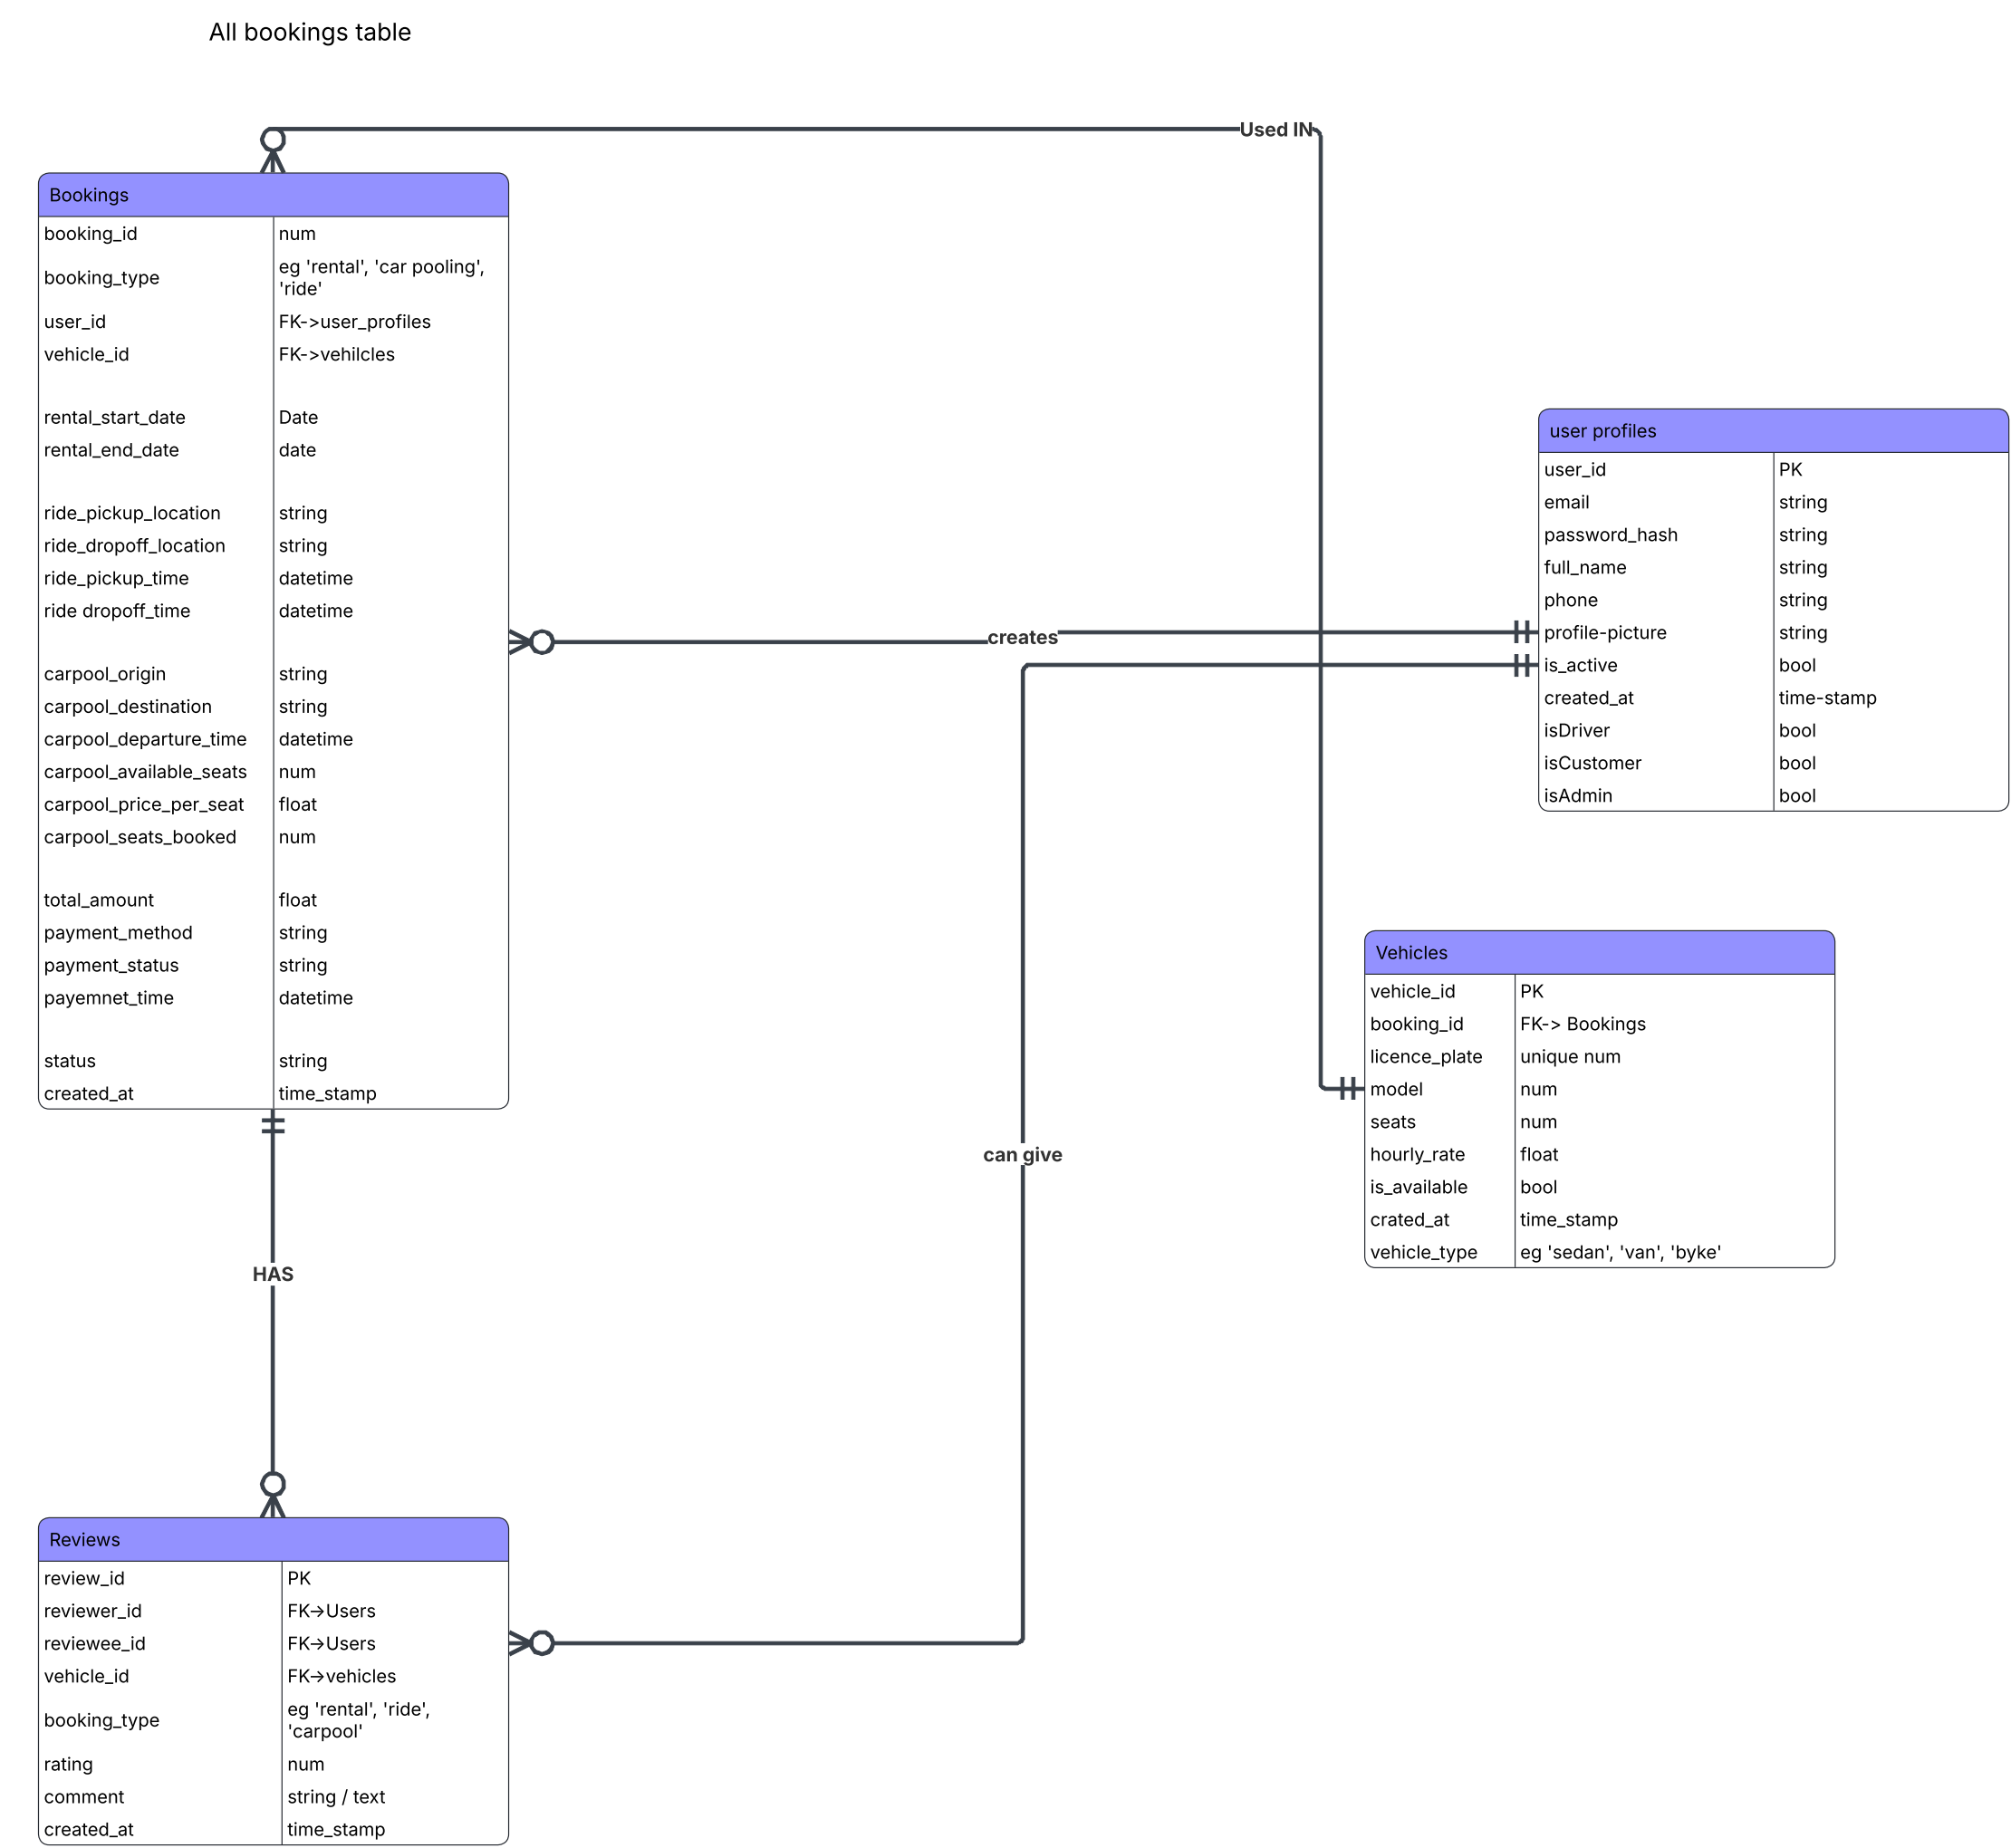 All bookings table
Used IN
Bookings
booking_id num
booking_type eg 'rental', 'car pooling',
'ride'
user_id FK->user_profiles
vehicle_id FK->vehilcles
rental_start_date Date
rental_end_date date
ride_pickup_location string
ride_dropoff_location string
ride_pickup_time datetime
ride dropoff_time datetime
carpool_origin string
carpool_destination string
carpool_departure_time datetime
carpool_available_seats num
carpool_price_per_seat float
carpool_seats_booked num
total_amount float
payment_method string
payment_status string
payemnet_time datetime
status string
created_at time_stamp
creates
user profiles
user_id PK
email string
password_hash string
full_name string
phone string
profile-picture string
is_active bool
created_at time-stamp
isDriver bool
isCustomer bool
isAdmin bool
Vehicles
vehicle_id PK
booking_id FK-> Bookings
licence_plate unique num
model num
seats num
hourly_rate float
is_available bool
crated_at time_stamp
vehicle_type eg 'sedan', 'van', 'byke'
can give
HAS
Reviews
review_id PK
reviewer_id FK→Users
reviewee_id FK→Users
vehicle_id FK→vehicles
booking_type eg 'rental', 'ride',
'carpool'
rating num
comment string / text
created_at time_stamp